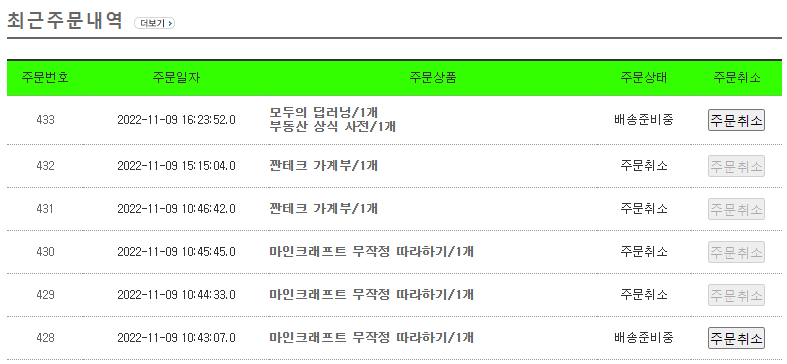 최근주문내역 더보기
주문번호 주문일자 주문상품 주문상태 주문취소
433 2022-11-09 16:23:52.0 모두의 딥러닝/1개 배송준비중 주문취소
부동산 상식 사전/1개
432 2022-11-09 15:15:04.0 짠테크 가계부/1개 주문취소 주문취소
431 2022-11-09 10:46:42.0 짠테크 가계부/1개 주문취소 주문취소
430 2022-11-09 10:45:45.0 마인크래프트 무작정 따라하기/1개 주문취소 주문취소
429 2022-11-09 10:44:33.0 마인크래프트 무작정 따라하기/1개 주문취소 주문취소
428 2022-11-09 10:43:07.0 마인크래프트 무작정 따라하기/1개 배송준비중 주문취소